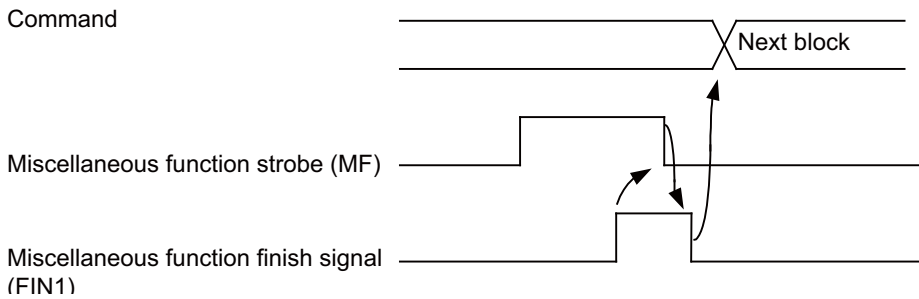 Command
Next block
Miscellaneous function strobe (MF)
Miscellaneous function finish signal
(FIN1)